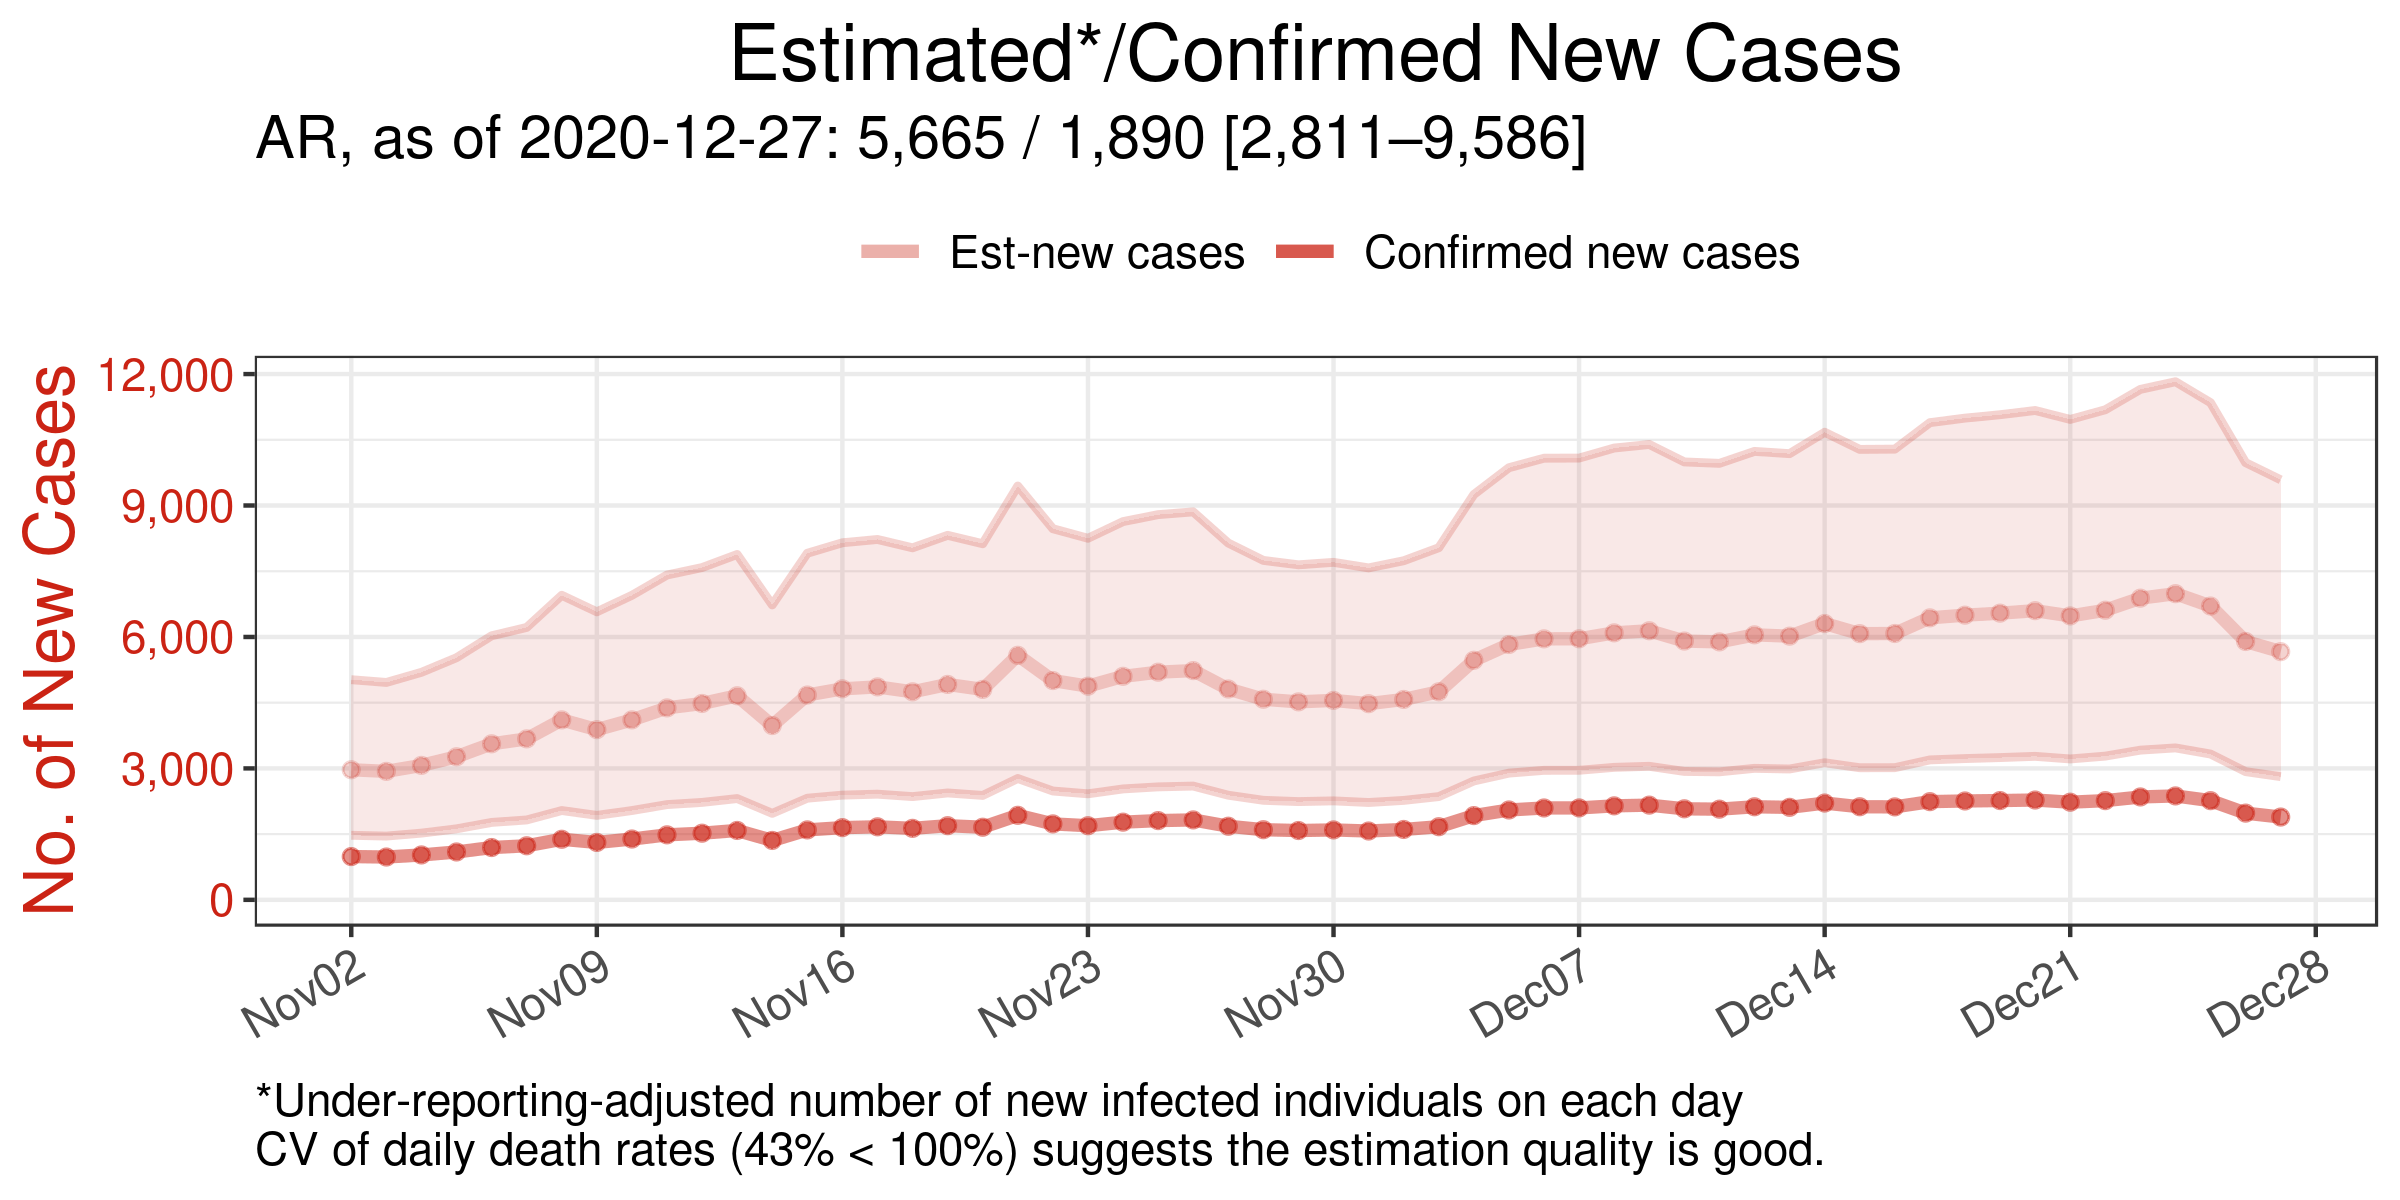 Estimated*/Confirmed New Cases
AR, as of 2020-12-27: 5,665 / 1,890 [2,811–9,586]
Est-new cases
Confirmed new cases
No. of New Cases
12,000
9,000
6,000
3,000
0
Nov02
Nov09
Nov16
Nov23
Nov30
Dec07
Dec14
Dec21
Dec28
*Under-reporting-adjusted number of new infected individuals on each day
CV of daily death rates (43% < 100%) suggests the estimation quality is good.